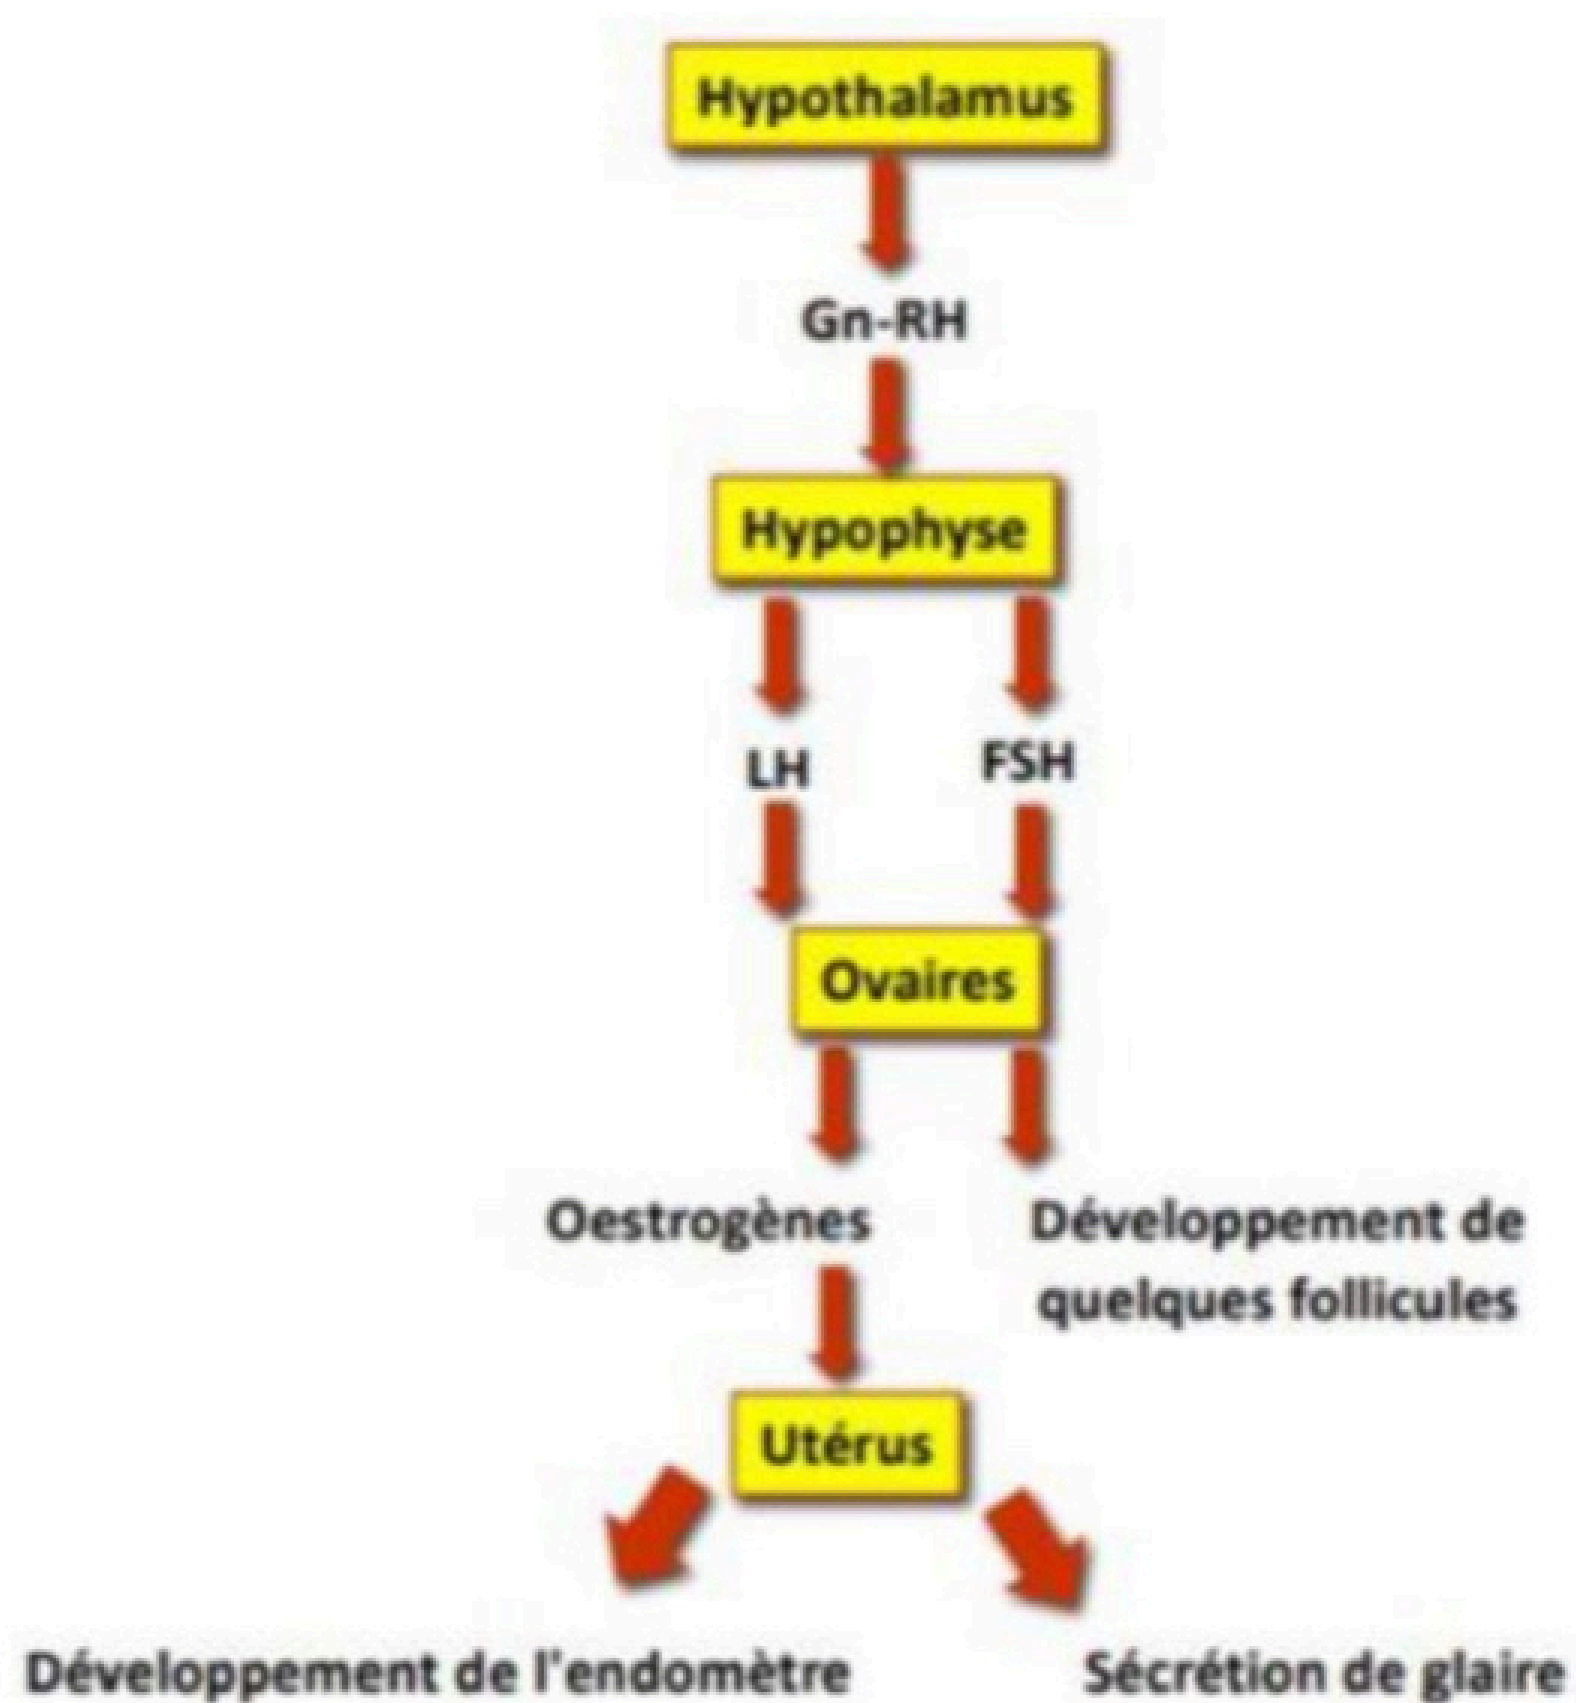 Hypothalamus
Gn-RH
Hypophyse
LH
FSH
Ovaires
Oestrogènes
Développement de
quelques follicules
Utérus
Développement de l'endomètre
Sécrétion de glaire